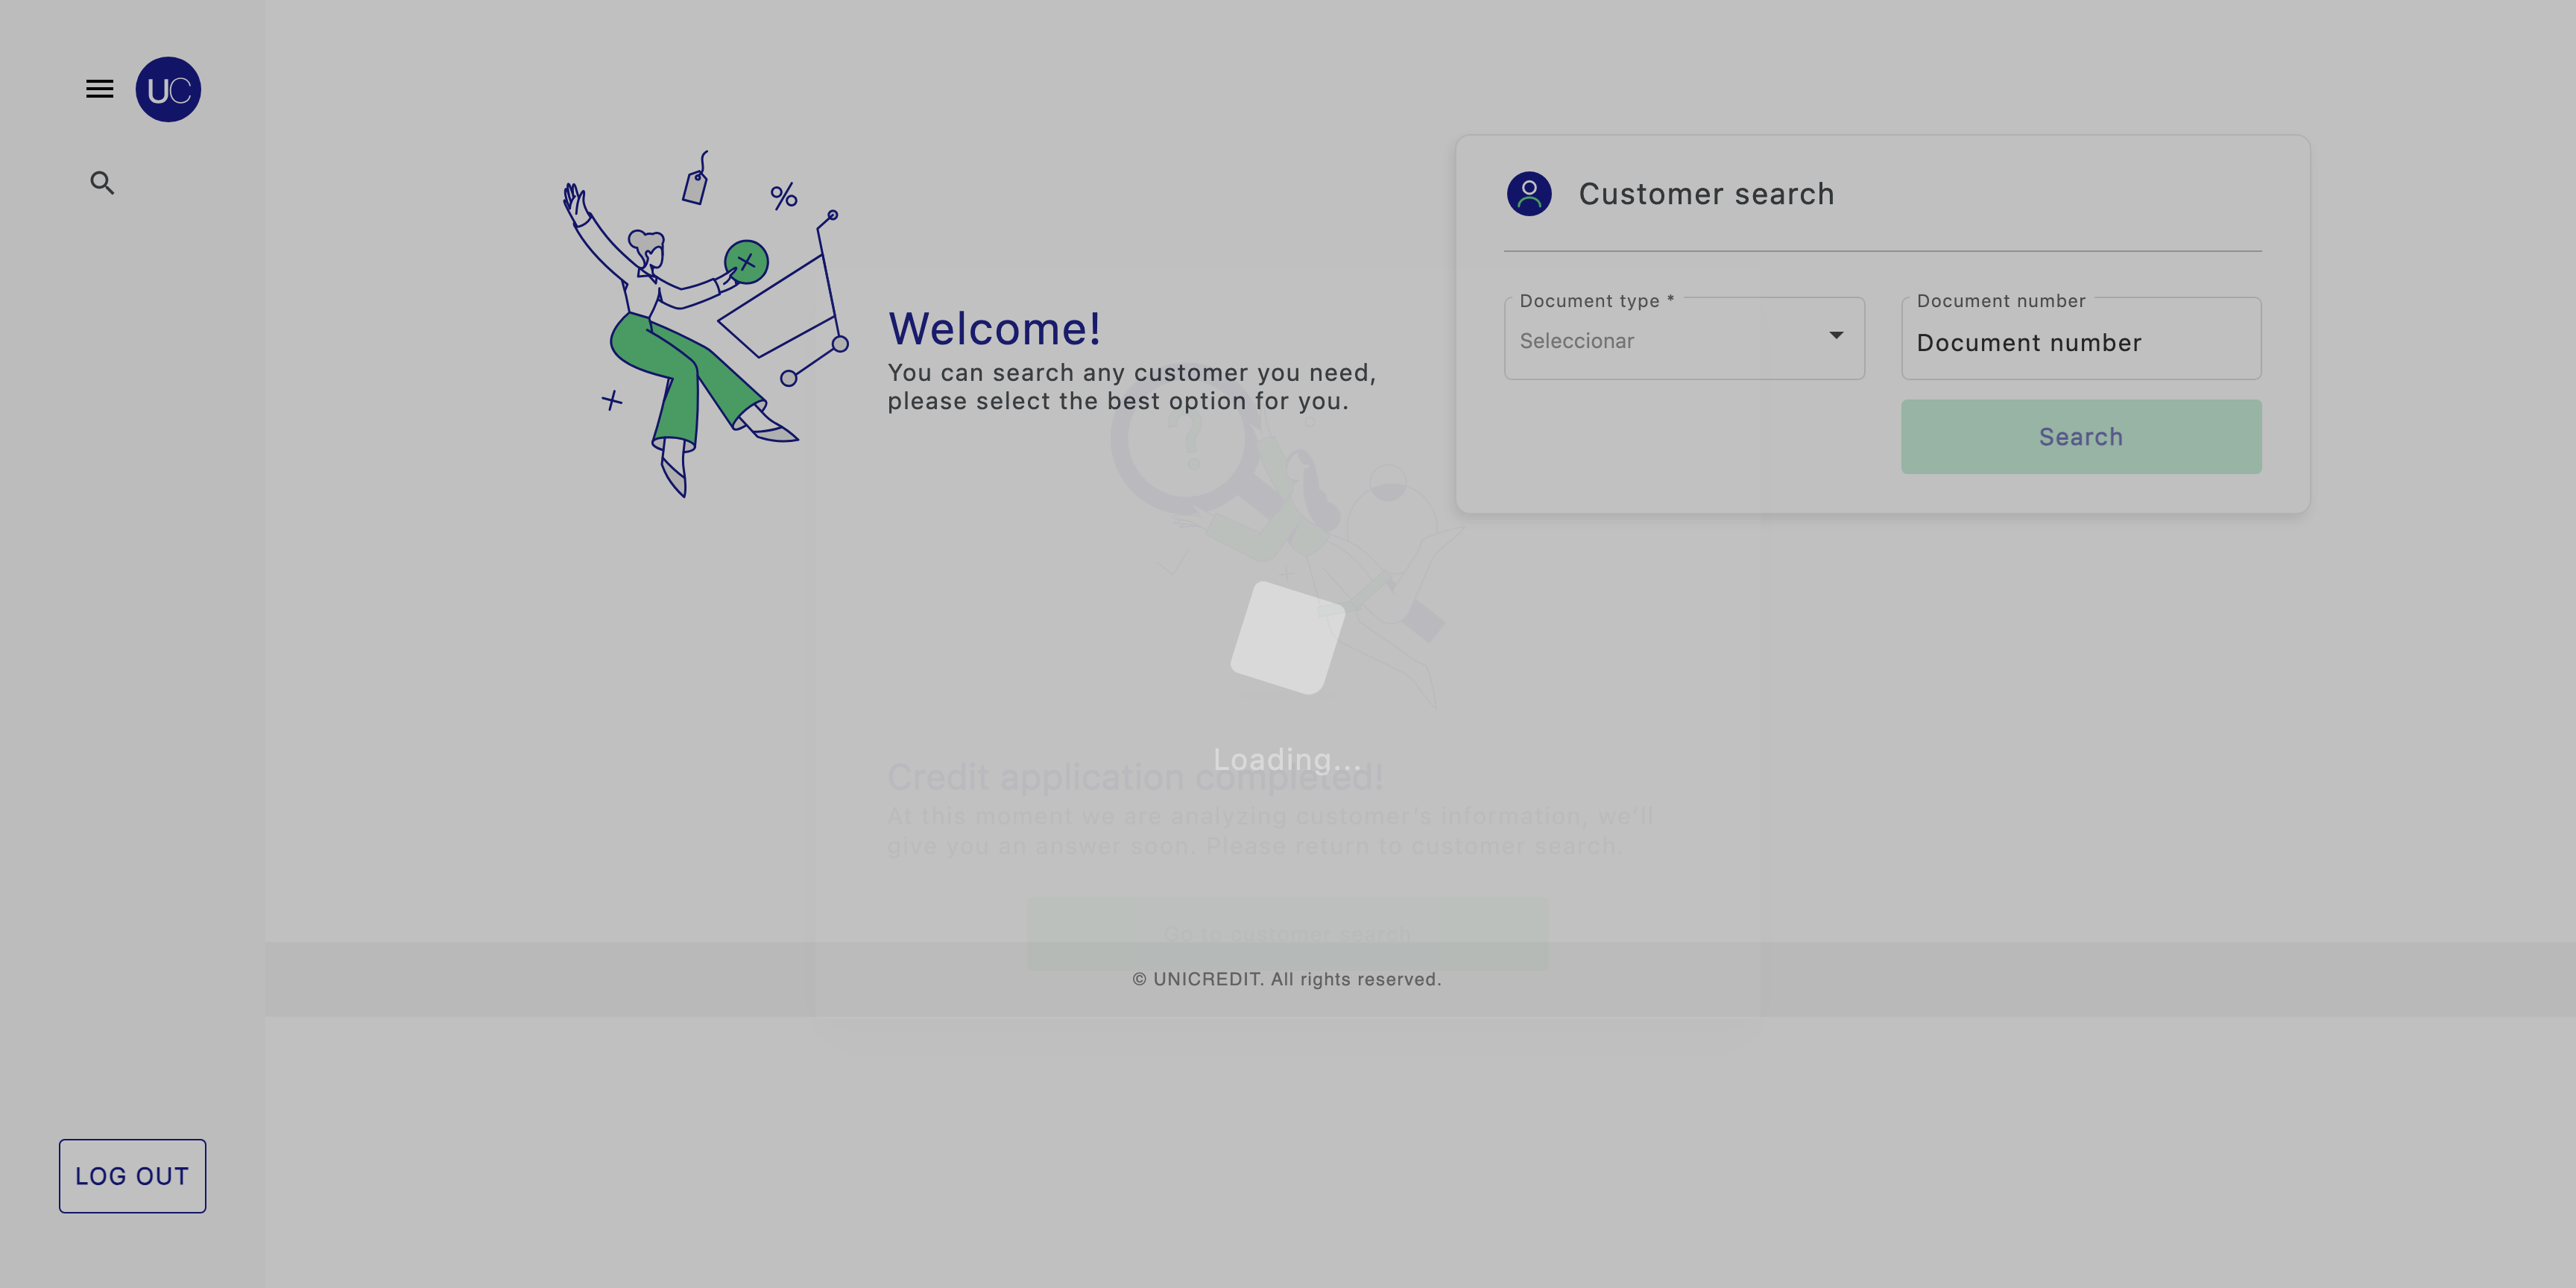 UC
%
Customer search
Document type *
Seleccionar
Document number
Document number
Search
Welcome!
You can search any customer you need,
please select the best option for you.
?
Loading...
Credit application completed!
At this moment we are analyzing customer's information, we'll
give you an answer soon. Please return to customer search.
Go to customer search
© UNICREDIT. All rights reserved.
LOG OUT